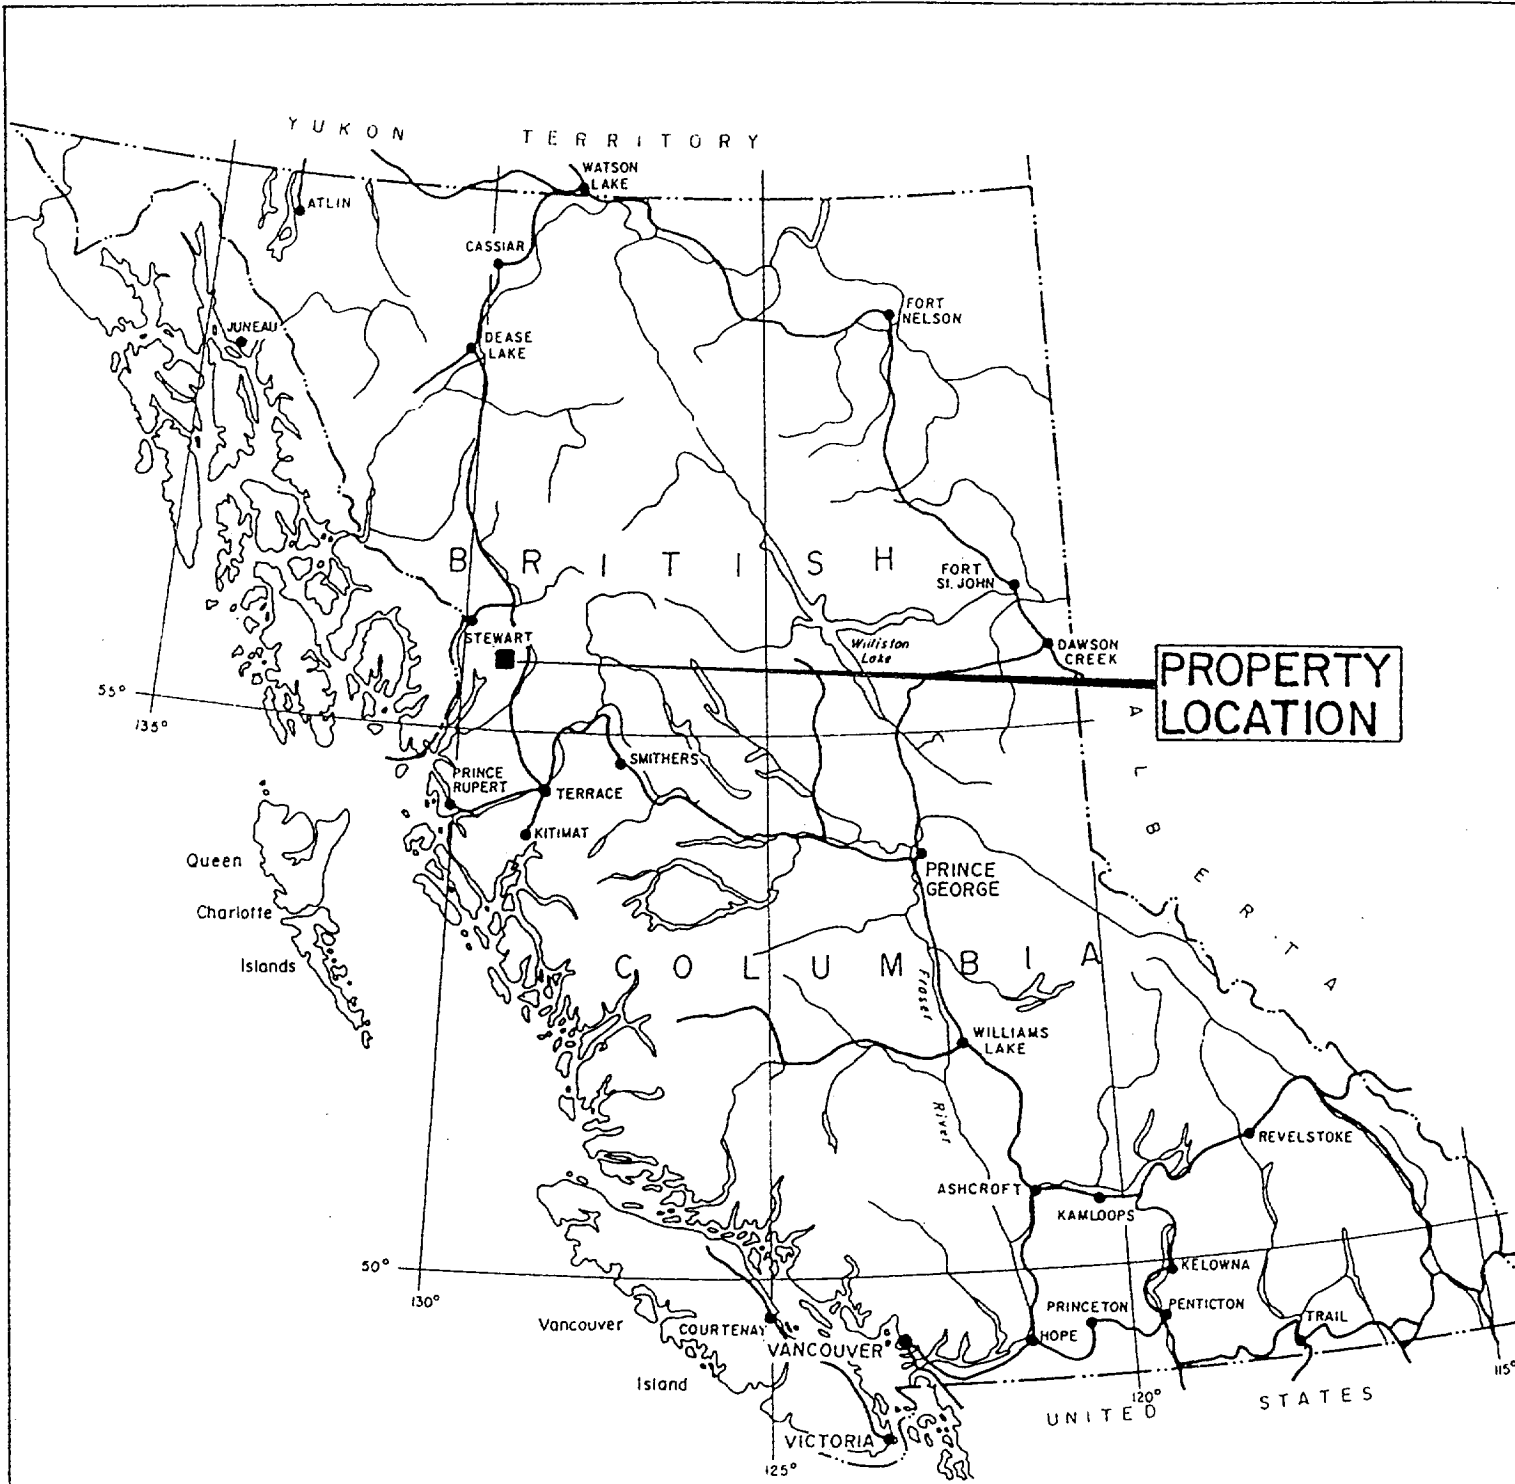 YUKON TERRITORY
WATSON
LAKE
ATLIN
CASSIAR
FORT
NELSON
JUNEAU
DEASE
LAKE
BRITISH
FORT
St. JOHN
STEWART
Williston
Lake
DAWSON
CREEK
PROPERTY
LOCATION
55°
135°
ALBERTA
SMITHERS
PRINCE
RUPERT
TERRACE
KITIMAT
Queen
Charlotte
Islands
PRINCE
GEORGE
COLUMBIA
Fraser
River
WILLIAMS
LAKE
REVELSTOKE
ASHCROFT
KAMLOOPS
50°
130°
KELOWNA
PRINCETON
PENTICTON
TRAIL
HOPE
Vancouver
Island
COURTENAY
VANCOUVER
115°
120°
UNITED STATES
VICTORIA
125°